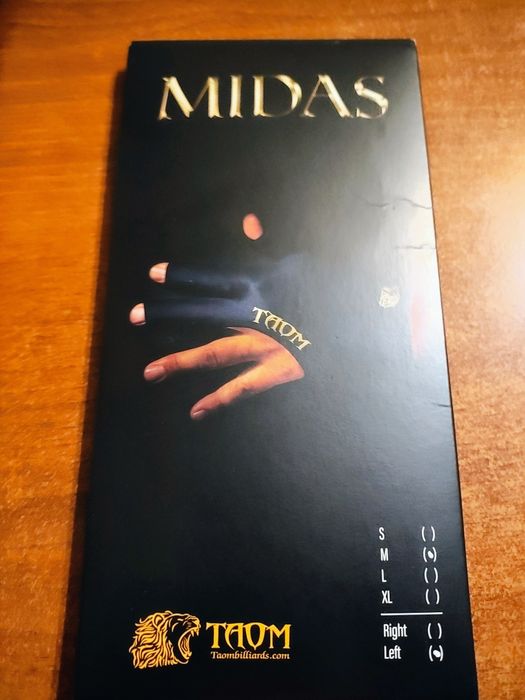 MIDAS
TAOM
S ( )
M (•)
L ( )
XL ( )
Right ( )
Left (•)
TAOM
Taombilliards.com